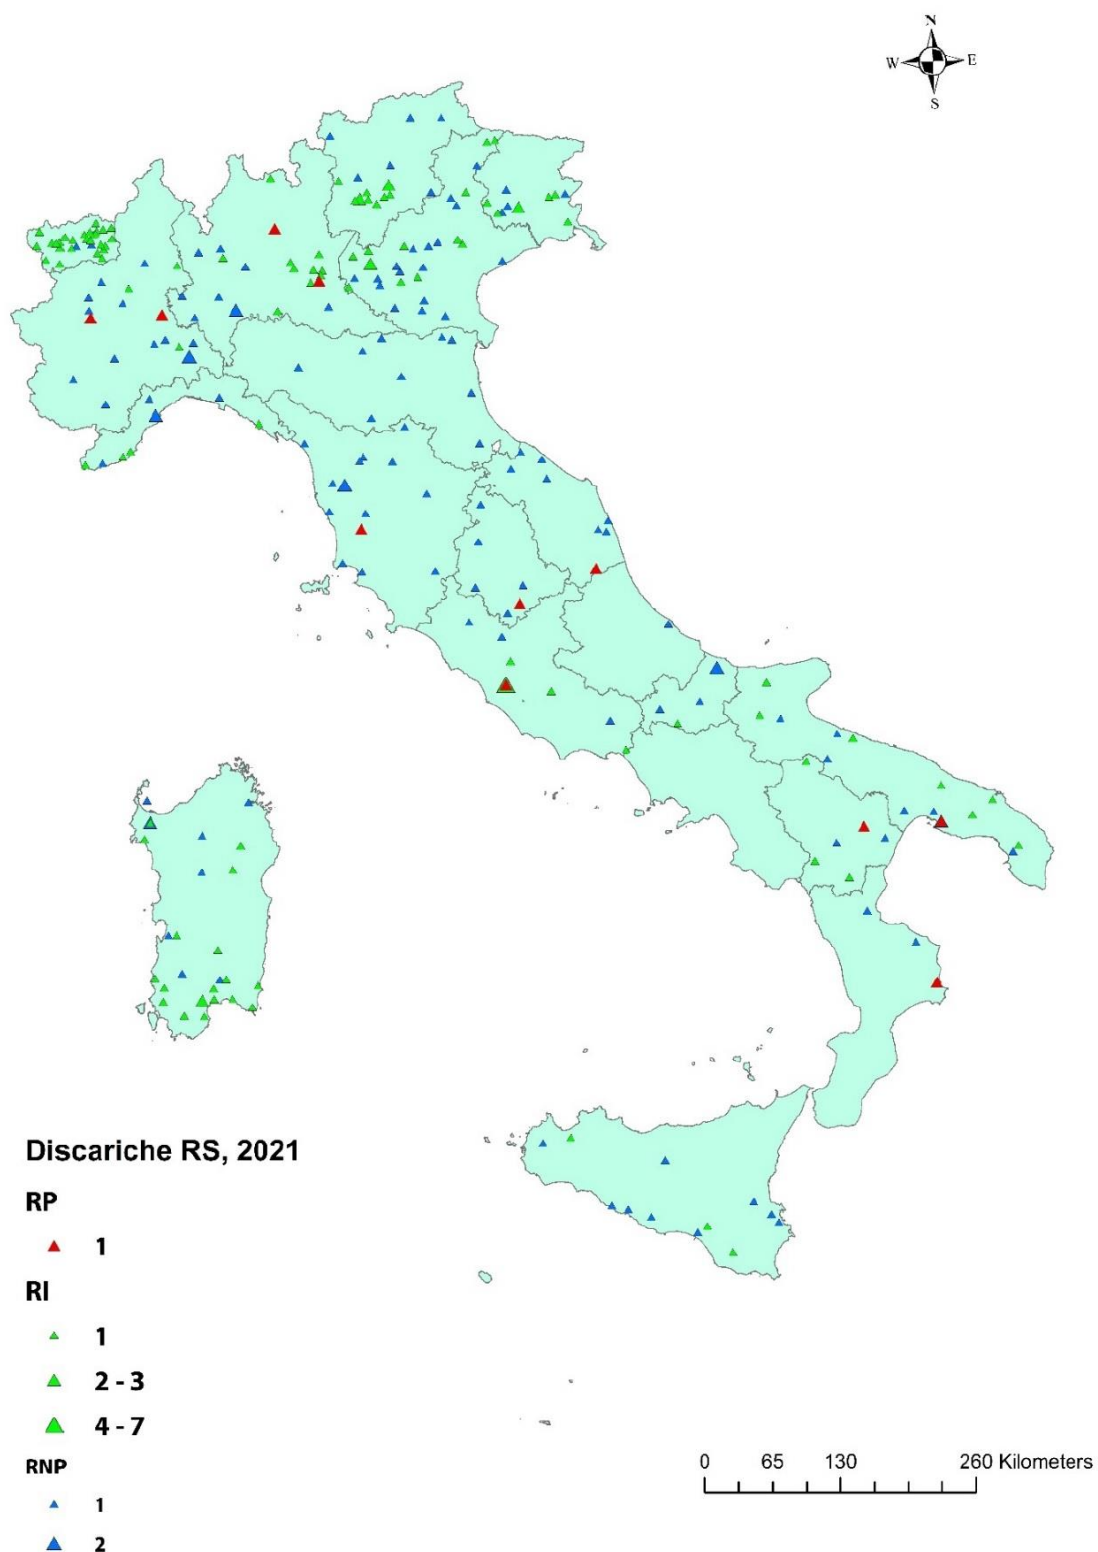 N
W E
S
Discariche RS, 2021
RP
1
RI
1
2 - 3
4 - 7
RNP
1
2
0 65 130 260 Kilometers